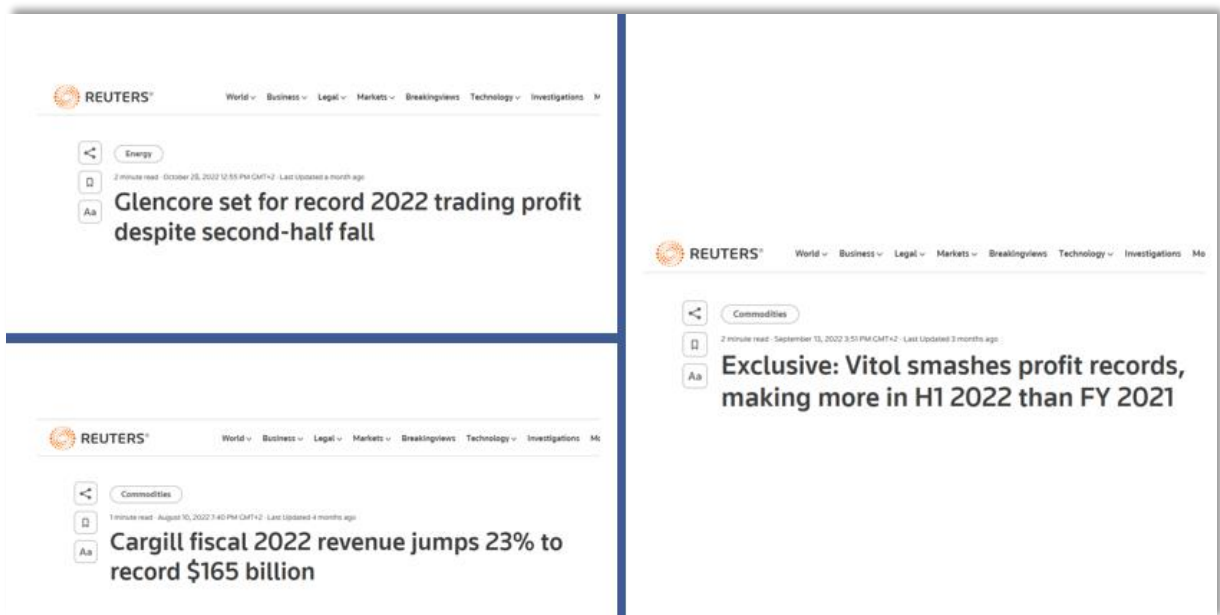 REUTERS®
World Business Legal Markets Breakingviews Technology Investigations M
Energy
2 minute read · October 28, 2022 12:55 PM GMT+2 · Last Updated a month ago
Aa
Glencore set for record 2022 trading profit
despite second-half fall
REUTERS®
World Business Legal Markets Breakingviews Technology Investigations Mo
Commodities
1 minute read · August 10, 2022 7:40 PM GMT+2 · Last Updated 4 months ago
Aa
Cargill fiscal 2022 revenue jumps 23% to
record $165 billion
REUTERS®
World Business Legal Markets Breakingviews Technology Investigations Mo
Commodities
2 minute read · September 13, 2022 3:51 PM GMT+2 · Last Updated 3 months ago
Aa
Exclusive: Vitol smashes profit records,
making more in H1 2022 than FY 2021